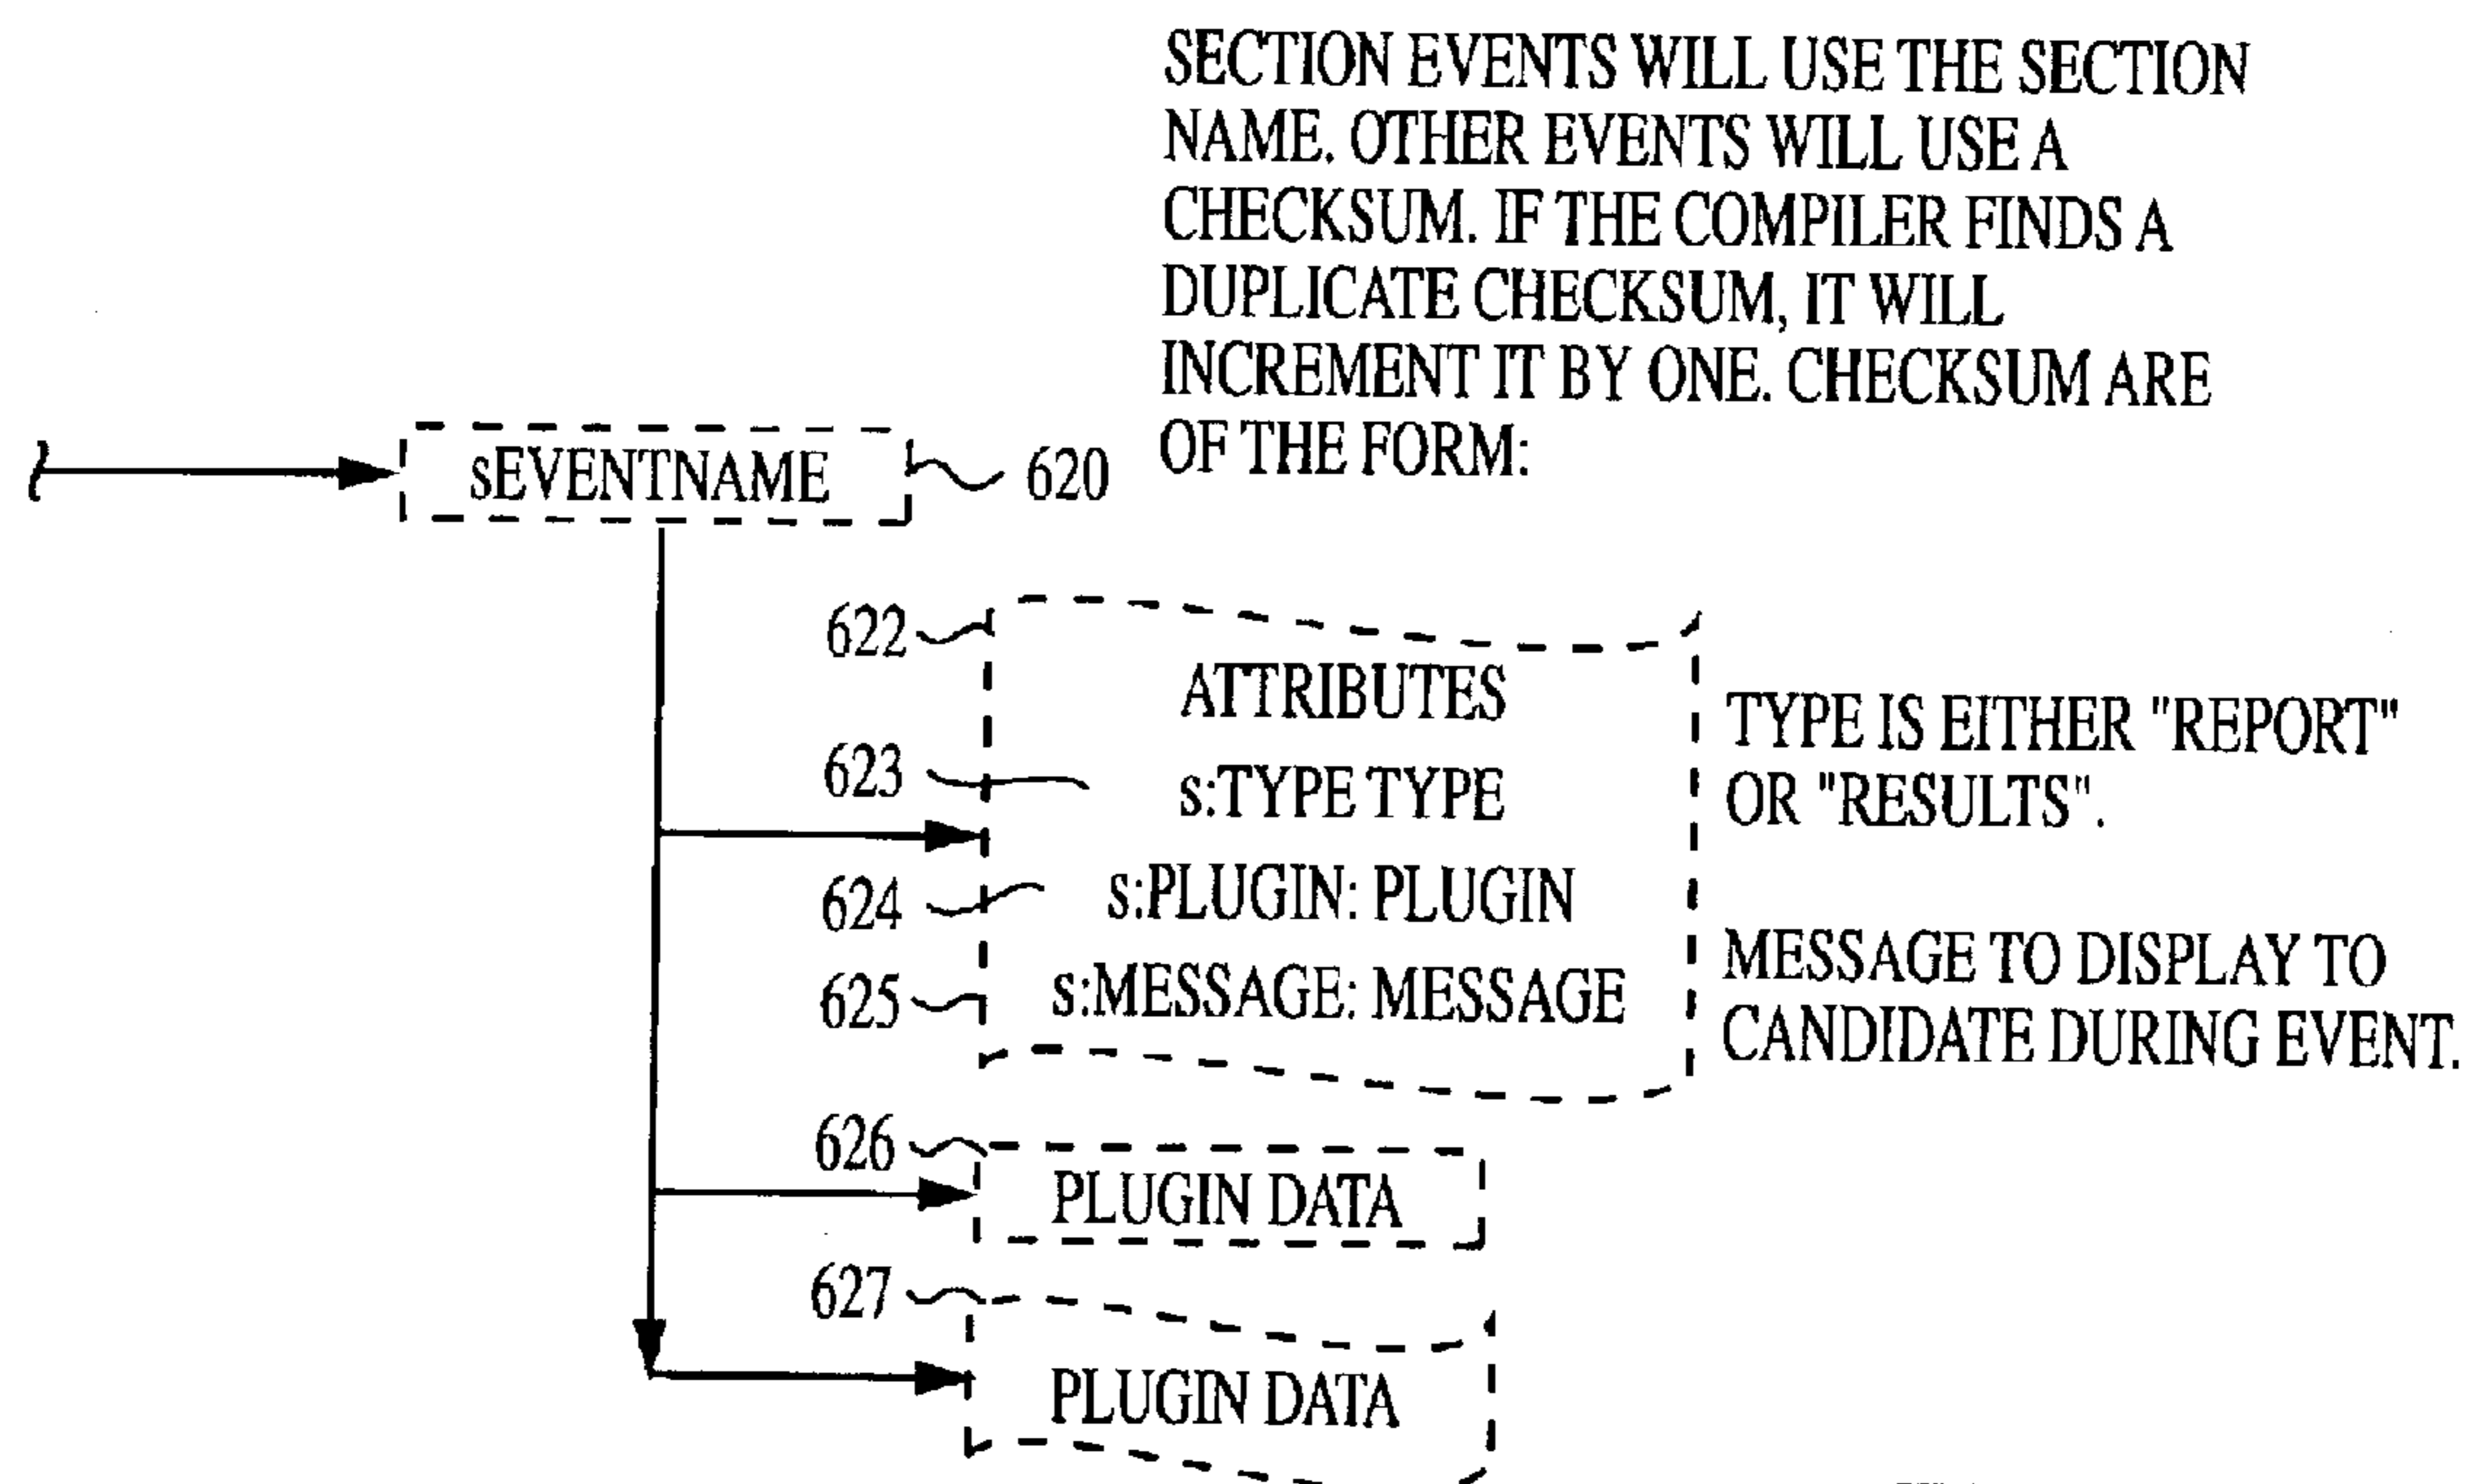 SECTION EVENTS WILL USE THE SECTION
NAME. OTHER EVENTS WILL USE A
CHECKSUM. IF THE COMPILER FINDS A
DUPLICATE CHECKSUM, IT WILL
INCREMENT IT BY ONE. CHECKSUM ARE
OF THE FORM:
sEVENTNAME
620
622
ATTRIBUTES
623
s:TYPE TYPE
TYPE IS EITHER "REPORT"
OR "RESULTS".
624
s:PLUGIN: PLUGIN
625
s:MESSAGE: MESSAGE
MESSAGE TO DISPLAY TO
CANDIDATE DURING EVENT.
626
PLUGIN DATA
627
PLUGIN DATA